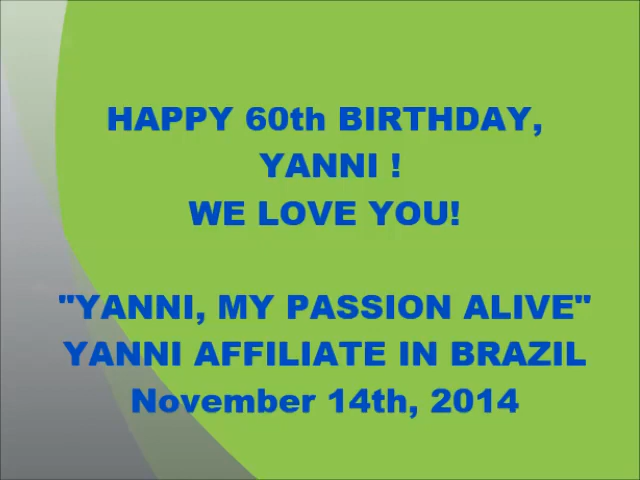 HAPPY 60th BIRTHDAY,
YANNI !
WE LOVE YOU!
"YANNI, MY PASSION ALIVE"
YANNI AFFILIATE IN BRAZIL
November 14th, 2014